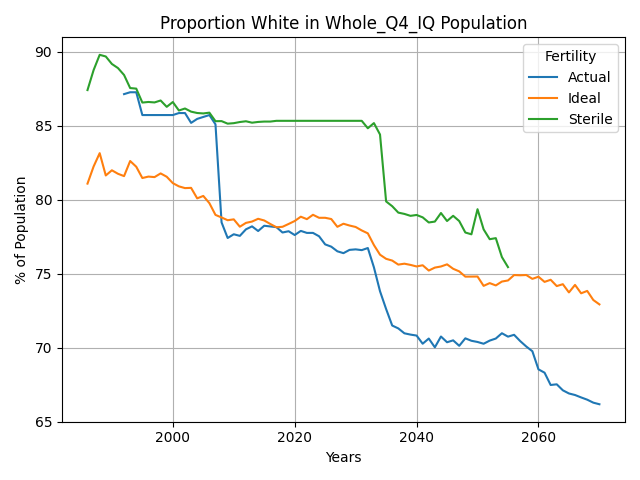 Proportion White in Whole_Q4_IQ Population
% of Population
90
85
80
75
70
65
Fertility
Actual
Ideal
Sterile
2000
2020
2040
2060
Years